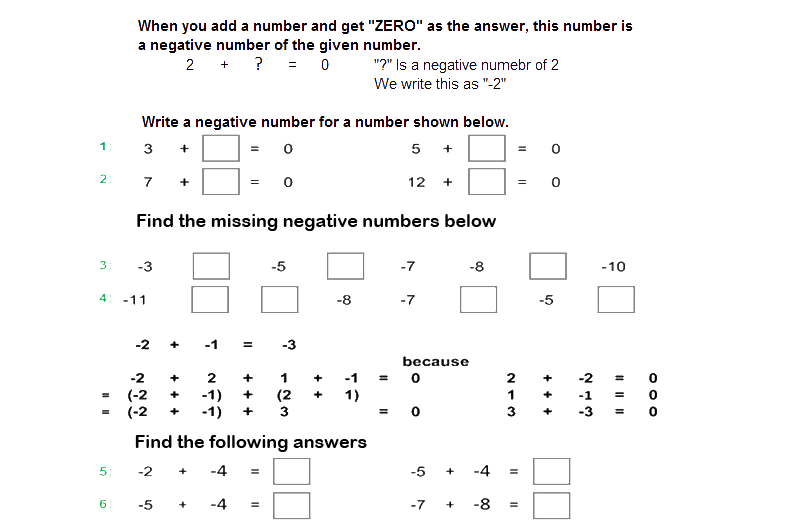 When you add a number and get "ZERO" as the answer, this number is
a negative number of the given number.
2 + ? = 0 "?" Is a negative numebr of 2
We write this as "-2"
Write a negative number for a number shown below.
1: 3 + = 0 5 + = 0
2: 7 + = 0 12 + = 0
Find the missing negative numbers below
3: -3 -5 -7 -8 -10
4: -11 -8 -7 -5
-2 + -1 = -3
because
-2 + 2 + 1 + -1 = 0 2 + -2 = 0
= (-2 + -1) + (2 + 1) 1 + -1 = 0
= (-2 + -1) + 3 = 0 3 + -3 = 0
Find the following answers
5: -2 + -4 = -5 + -4 =
6: -5 + -4 = -7 + -8 =